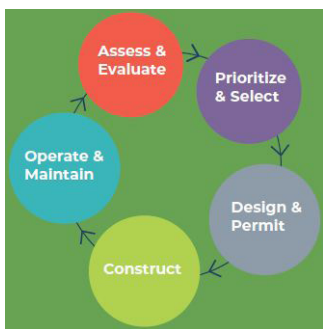 Assess &
Evaluate
Prioritize
& Select
Design &
Permit
Construct
Operate &
Maintain